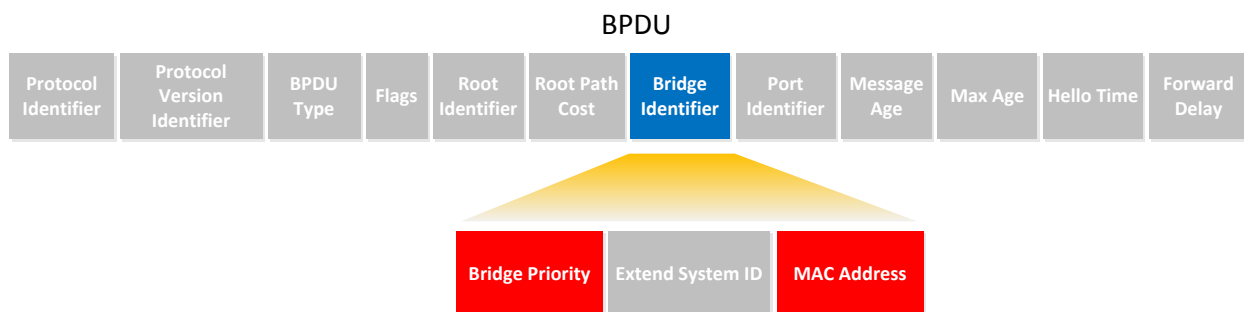 BPDU
Protocol
Identifier
Protocol
Version
Identifier
BPDU
Type
Flags
Root
Identifier
Root Path
Cost
Bridge
Identifier
Port
Identifier
Message
Age
Max Age
Hello Time
Forward
Delay
Bridge Priority
Extend System ID
MAC Address